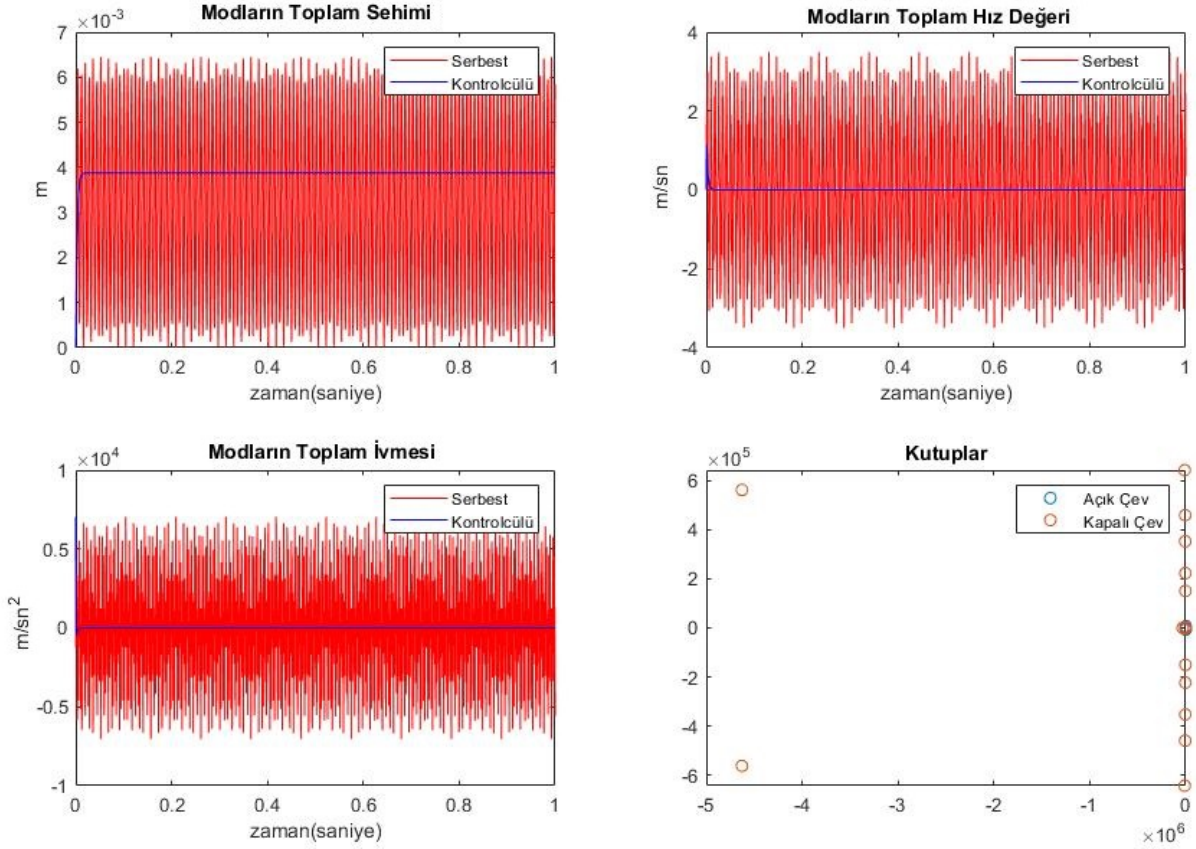 Modların Toplam Sehimi
×10⁻³
7
6
5
4
3
2
1
0
m
Serbest
Kontrolcülü
0 0.2 0.4 0.6 0.8 1
zaman(saniye)
Modların Toplam Hız Değeri
4
2
0
-2
-4
m/sn
Serbest
Kontrolcülü
0 0.2 0.4 0.6 0.8 1
zaman(saniye)
Modların Toplam İvmesi
×10⁴
1
0.5
0
-0.5
-1
m/sn²
Serbest
Kontrolcülü
0 0.2 0.4 0.6 0.8 1
zaman(saniye)
Kutuplar
×10⁵
6
4
2
0
-2
-4
-6
Açık Çev
Kapalı Çev
-5 -4 -3 -2 -1 0
×10⁶